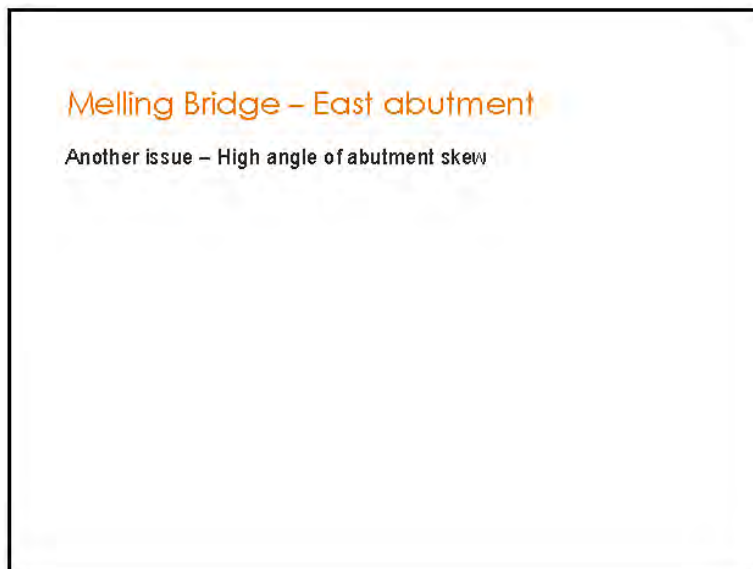 Melling Bridge – East abutment
Another issue – High angle of abutment skew